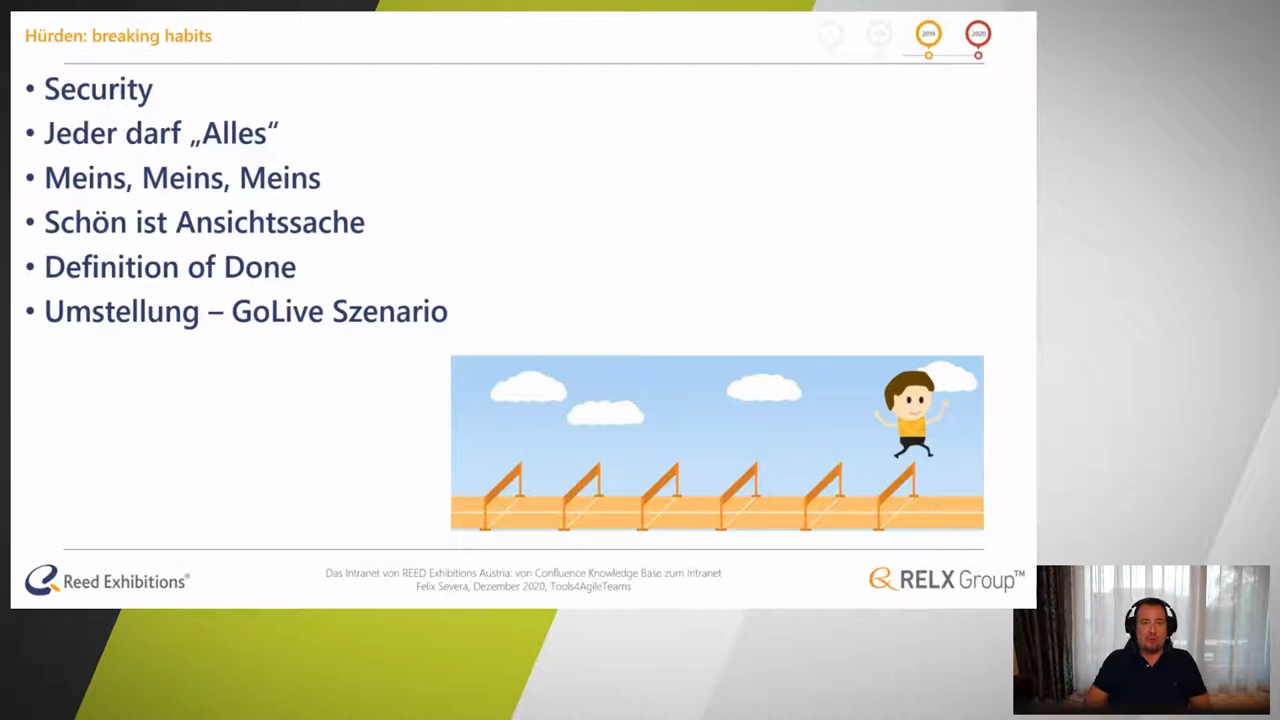 Hürden: breaking habits
2019
2020
• Security
• Jeder darf „Alles“
• Meins, Meins, Meins
• Schön ist Ansichtssache
• Definition of Done
• Umstellung – GoLive Szenario
Reed Exhibitions®
Das Intranet von REED Exhibitions Austria: von Confluence Knowledge Base zum Intranet
Felix Severa, Dezember 2020, Tools4AgileTeams
RELX Group™